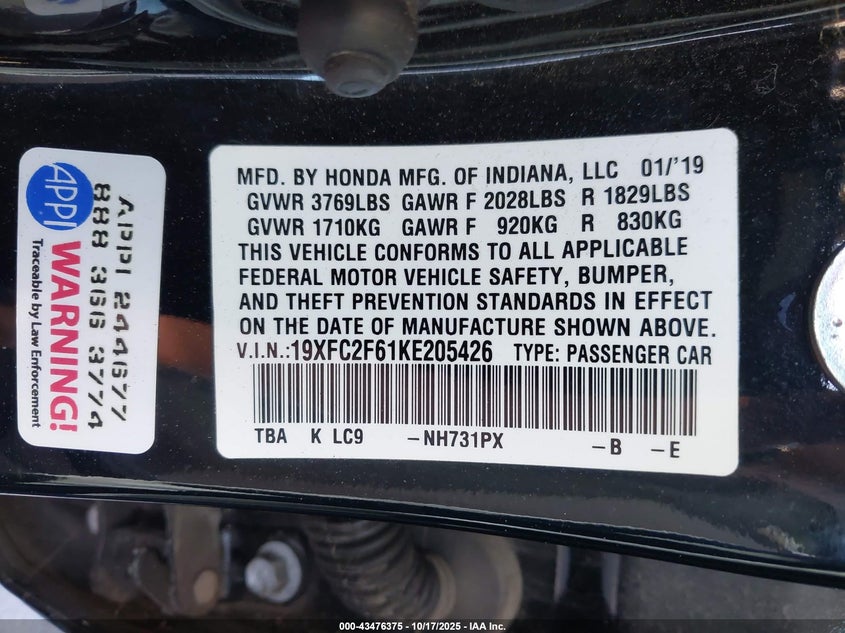 MFD. BY HONDA MFG. OF INDIANA, LLC 01/'19
GVWR 3769LBS GAWR F 2028LBS R 1829LBS
GVWR 1710KG GAWR F 920KG R 830KG
THIS VEHICLE CONFORMS TO ALL APPLICABLE
FEDERAL MOTOR VEHICLE SAFETY, BUMPER,
AND THEFT PREVENTION STANDARDS IN EFFECT
ON THE DATE OF MANUFACTURE SHOWN ABOVE.
V.I.N.:19XFC2F61KE205426 TYPE: PASSENGER CAR
TBA K LC9 -NH731PX -B -E
APPI 244677
888 366 3774
APPI WARNING!
Traceable by Law Enforcement
000-43476375 | 10/17/2025 - IAA Inc.